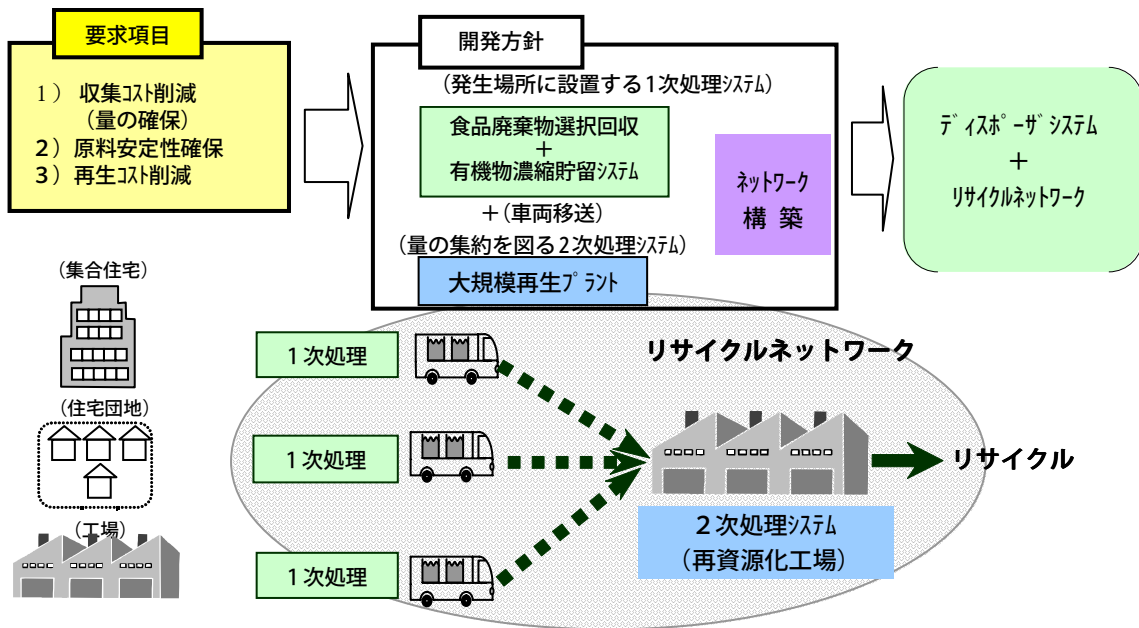 要求項目
1） 収集ｺｽﾄ削減
(量の確保)
2）原料安定性確保
3）再生ｺｽﾄ削減
開発方針
(発生場所に設置する１次処理ｼｽﾃﾑ)
食品廃棄物選択回収
＋
有機物濃縮貯留ｼｽﾃﾑ
＋(車両移送)
(量の集約を図る２次処理ｼｽﾃﾑ)
大規模再生ﾌﾟﾗﾝﾄ
ﾈｯﾄﾜｰｸ
構 築
ﾃﾞｨｽﾎﾟｰｻﾞｼｽﾃﾑ
＋
ﾘｻｲｸﾙﾈｯﾄﾜｰｸ
(集合住宅)
(住宅団地)
(工場)
１次処理
１次処理
１次処理
リサイクルネットワーク
リサイクル
２次処理ｼｽﾃﾑ
(再資源化工場)